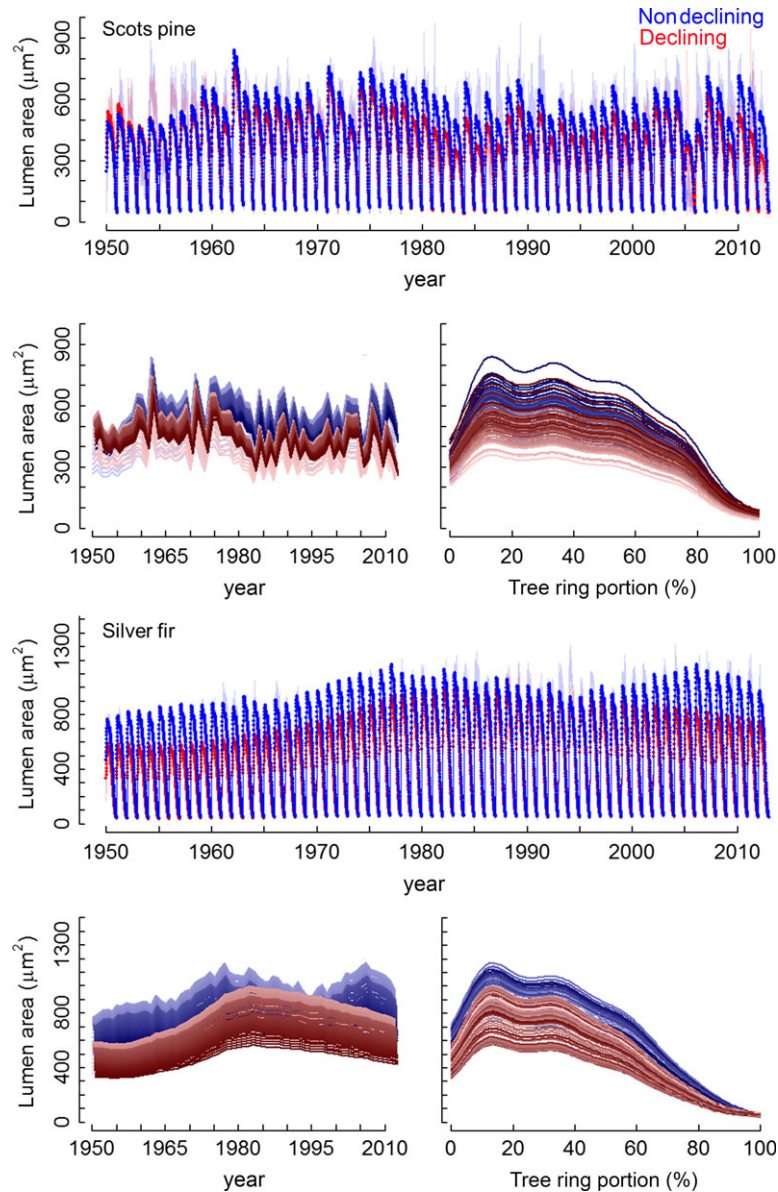 Nondeclining
Declining
Scots pine
Lumen area (μm²)
0 300 600 900
1950 1960 1970 1980 1990 2000 2010
year
Lumen area (μm²)
0 300 600 900
1950 1965 1980 1995 2010
year
0 20 40 60 80 100
Tree ring portion (%)
Silver fir
Lumen area (μm²)
0 400 800 1300
1950 1960 1970 1980 1990 2000 2010
year
Lumen area (μm²)
0 400 800 1300
1950 1965 1980 1995 2010
year
0 20 40 60 80 100
Tree ring portion (%)